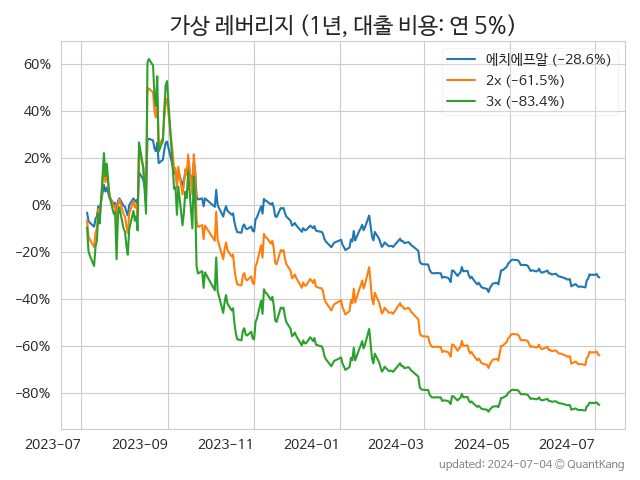 가상 레버리지 (1년, 대출 비용: 연 5%)
에치에프알 (−28.6%)
2x (−61.5%)
3x (−83.4%)
60%
40%
20%
0%
−20%
−40%
−60%
−80%
2023-07 2023-09 2023-11 2024-01 2024-03 2024-05 2024-07
updated: 2024-07-04 ⓒ QuantKang